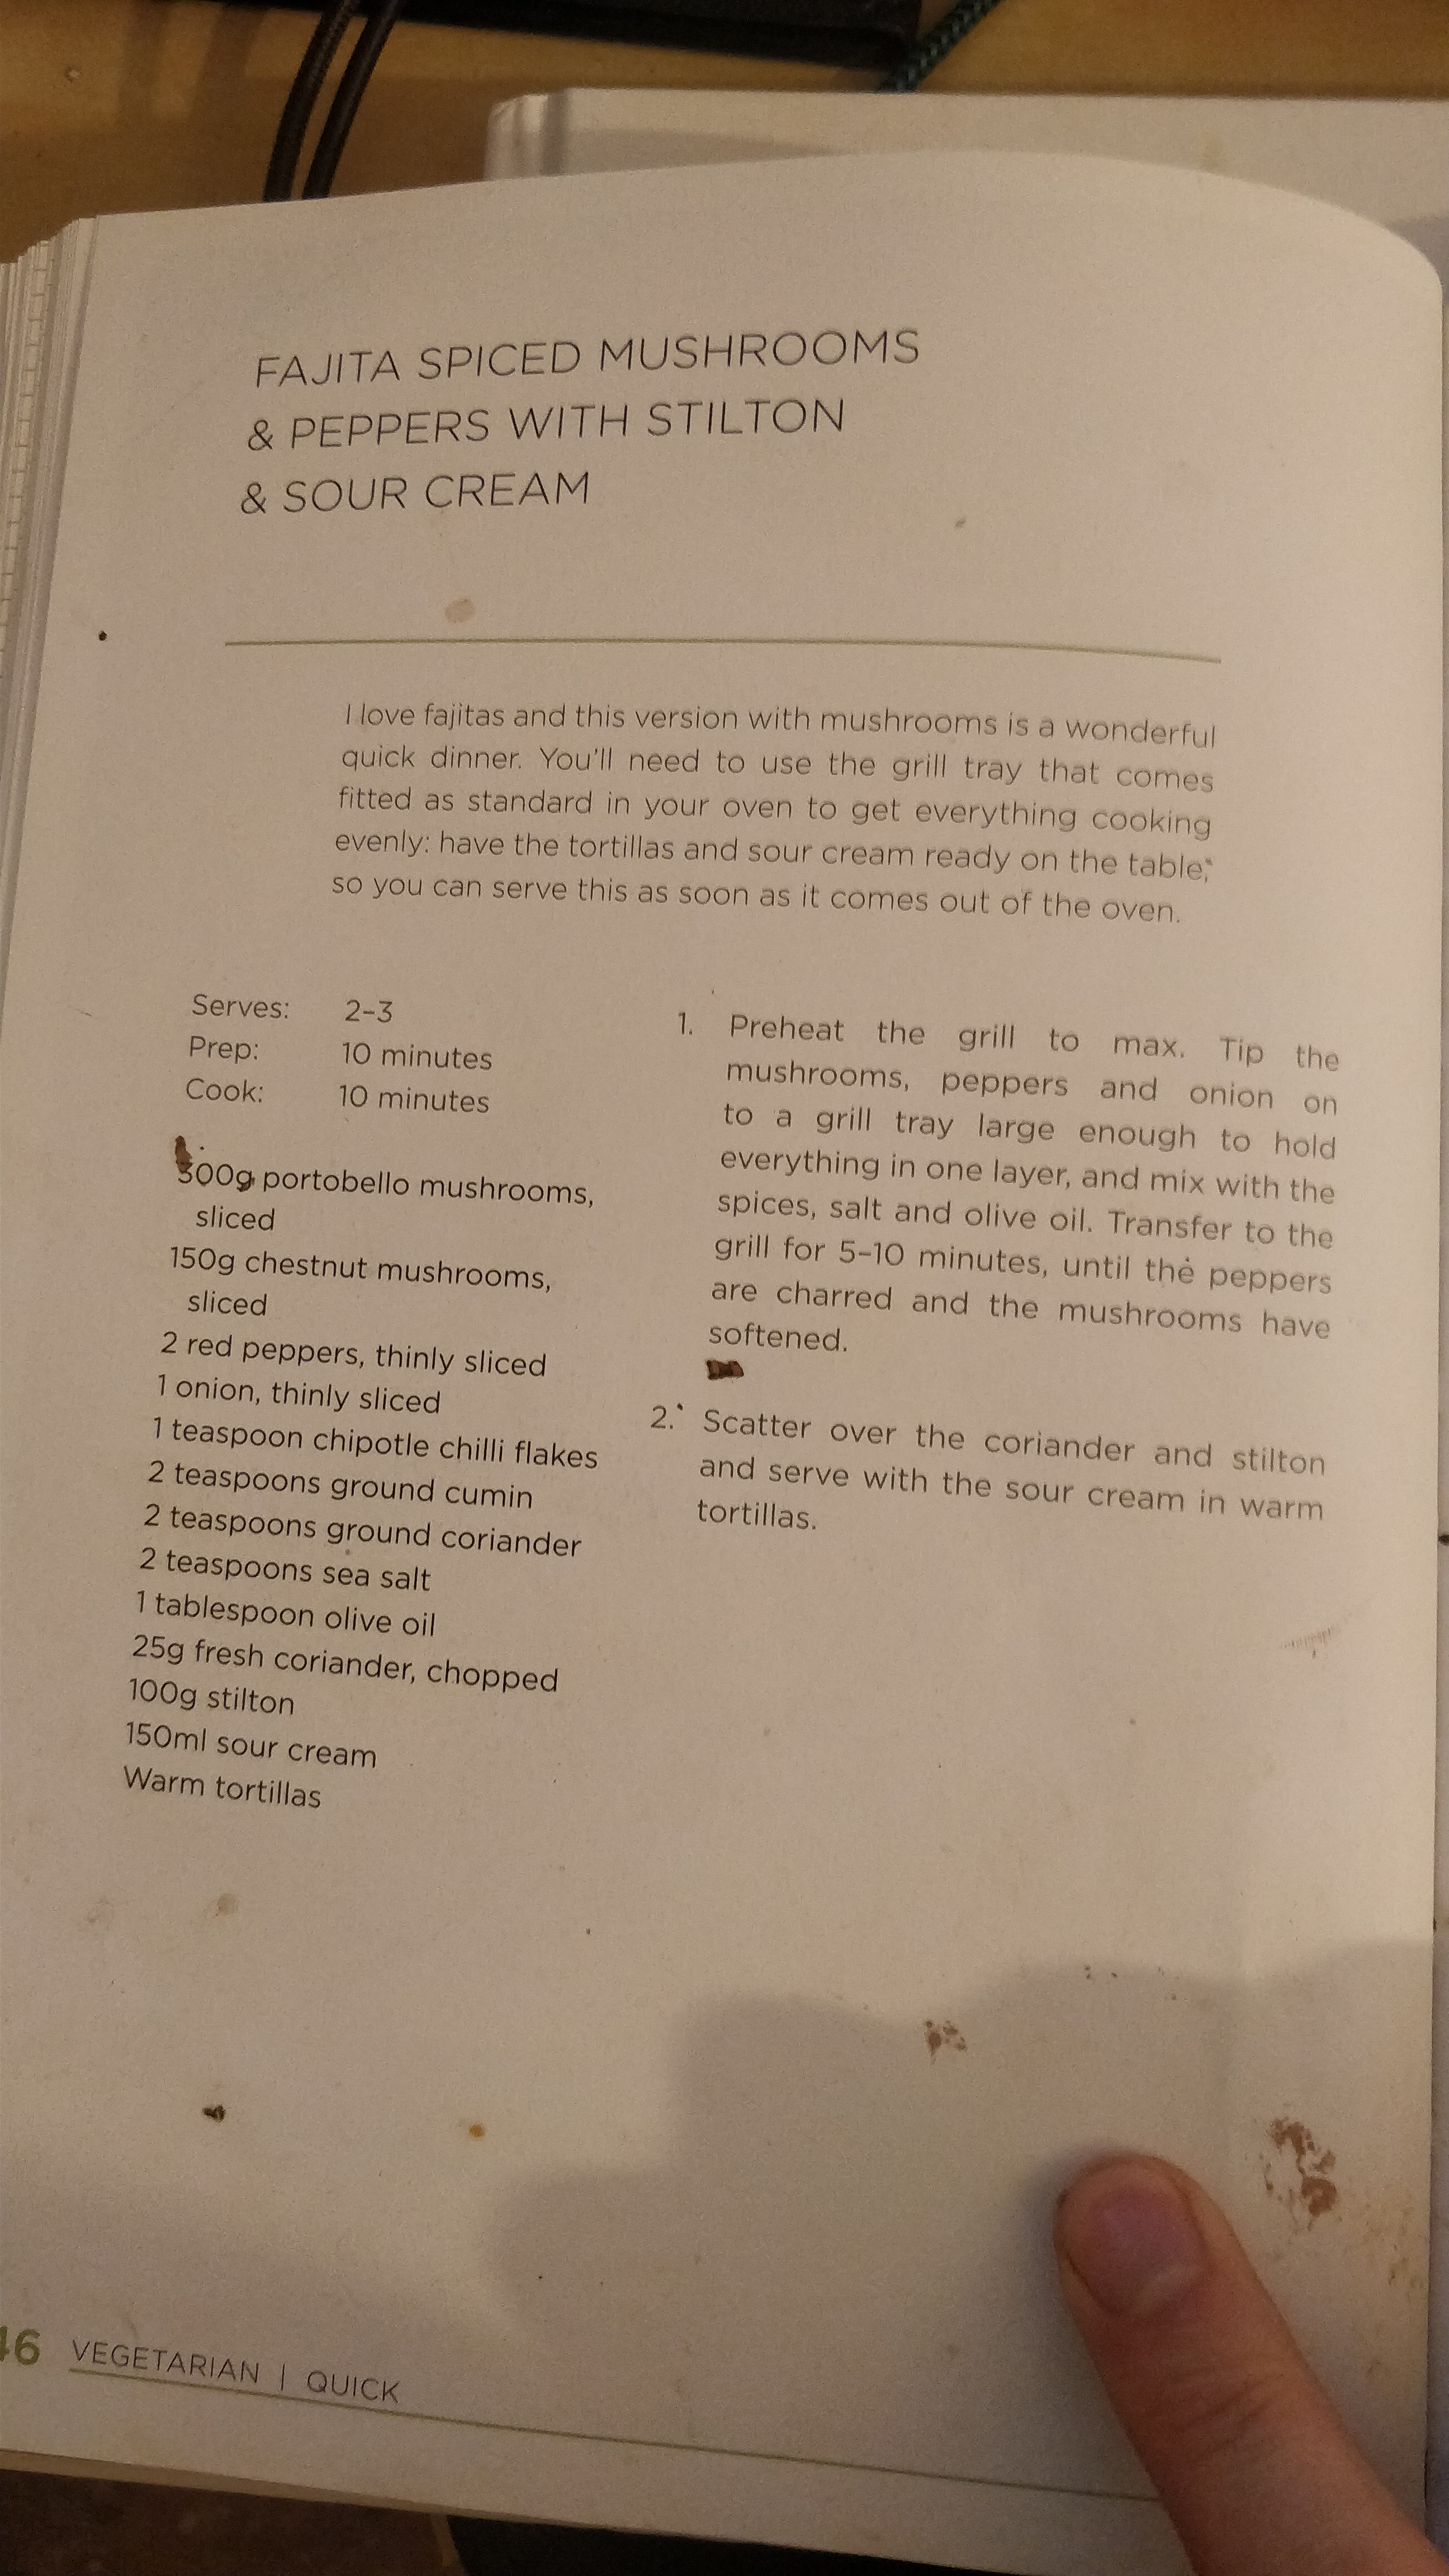 FAJITA SPICED MUSHROOMS
& PEPPERS WITH STILTON
& SOUR CREAM
I love fajitas and this version with mushrooms is a wonderful
quick dinner. You'll need to use the grill tray that comes
fitted as standard in your oven to get everything cooking
evenly: have the tortillas and sour cream ready on the table,
so you can serve this as soon as it comes out of the oven.
Serves: 2–3
Prep: 10 minutes
Cook: 10 minutes
300g portobello mushrooms,
sliced
150g chestnut mushrooms,
sliced
2 red peppers, thinly sliced
1 onion, thinly sliced
1 teaspoon chipotle chilli flakes
2 teaspoons ground cumin
2 teaspoons ground coriander
2 teaspoons sea salt
1 tablespoon olive oil
25g fresh coriander, chopped
100g stilton
150ml sour cream
Warm tortillas
1. Preheat the grill to max. Tip the
mushrooms, peppers and onion on
to a grill tray large enough to hold
everything in one layer, and mix with the
spices, salt and olive oil. Transfer to the
grill for 5–10 minutes, until the peppers
are charred and the mushrooms have
softened.
2. Scatter over the coriander and stilton
and serve with the sour cream in warm
tortillas.
VEGETARIAN | QUICK